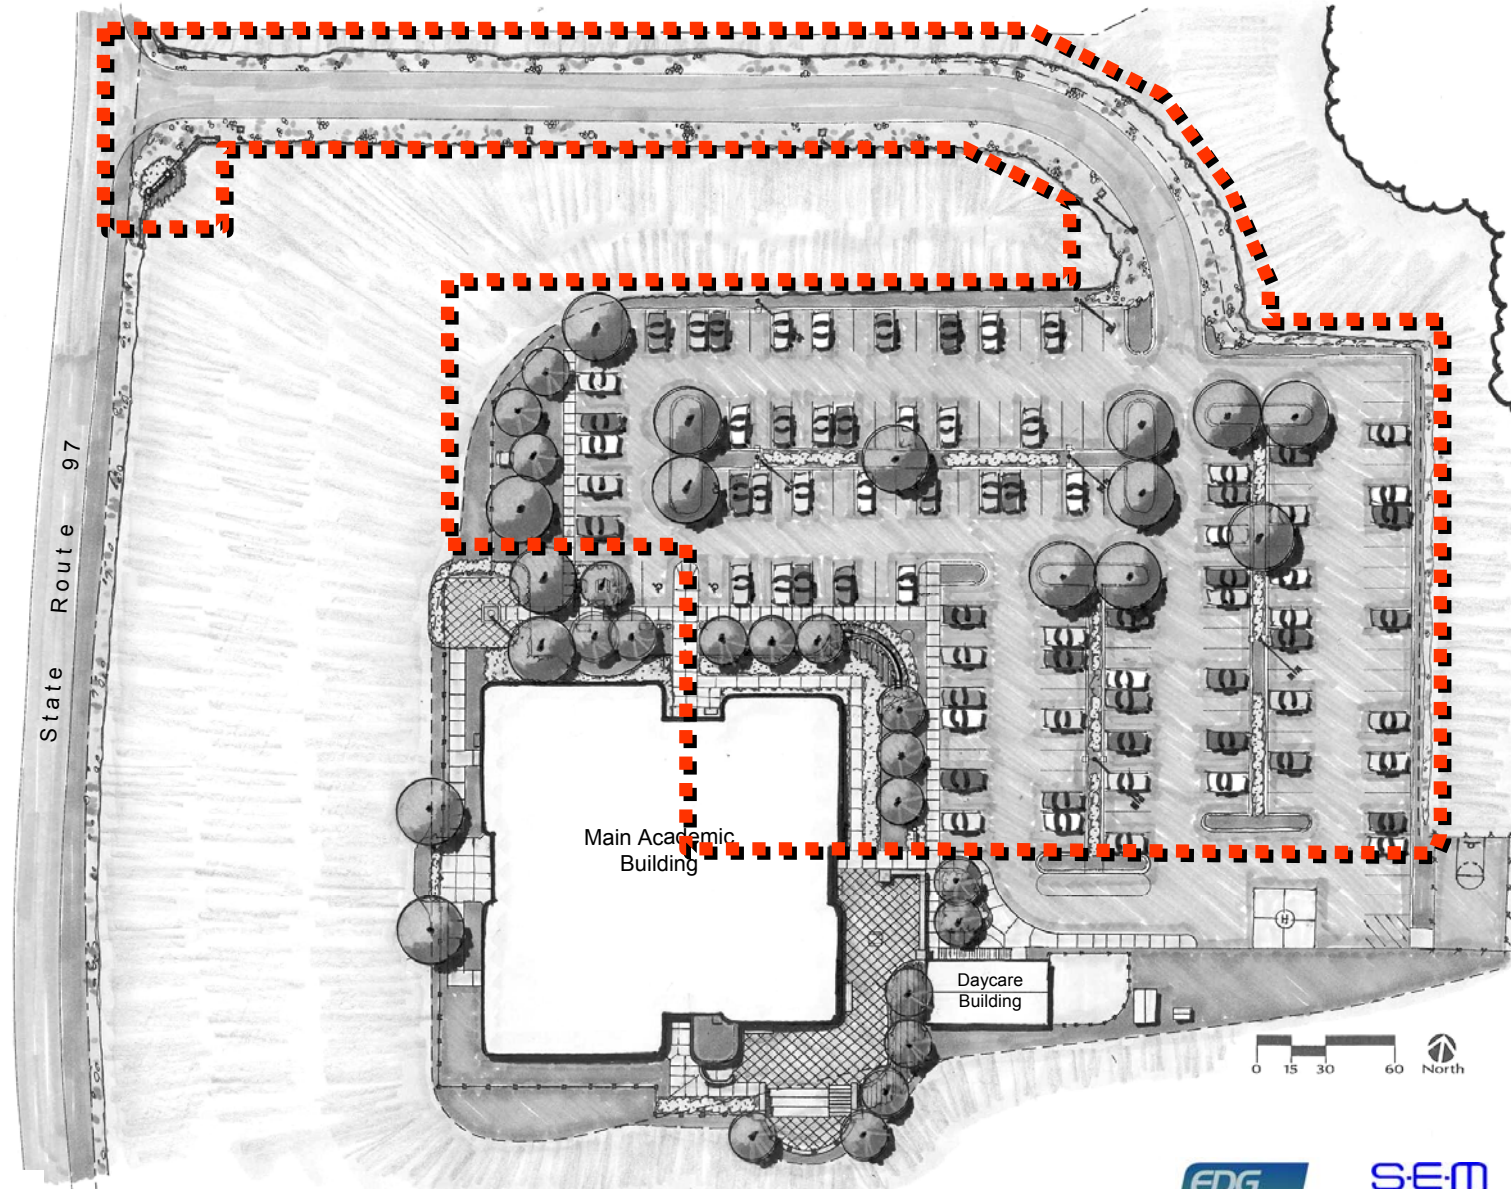 State Route 97
Main Academic
Building
Daycare
Building
H
0 15 30 60
North
EDG
S·E·M